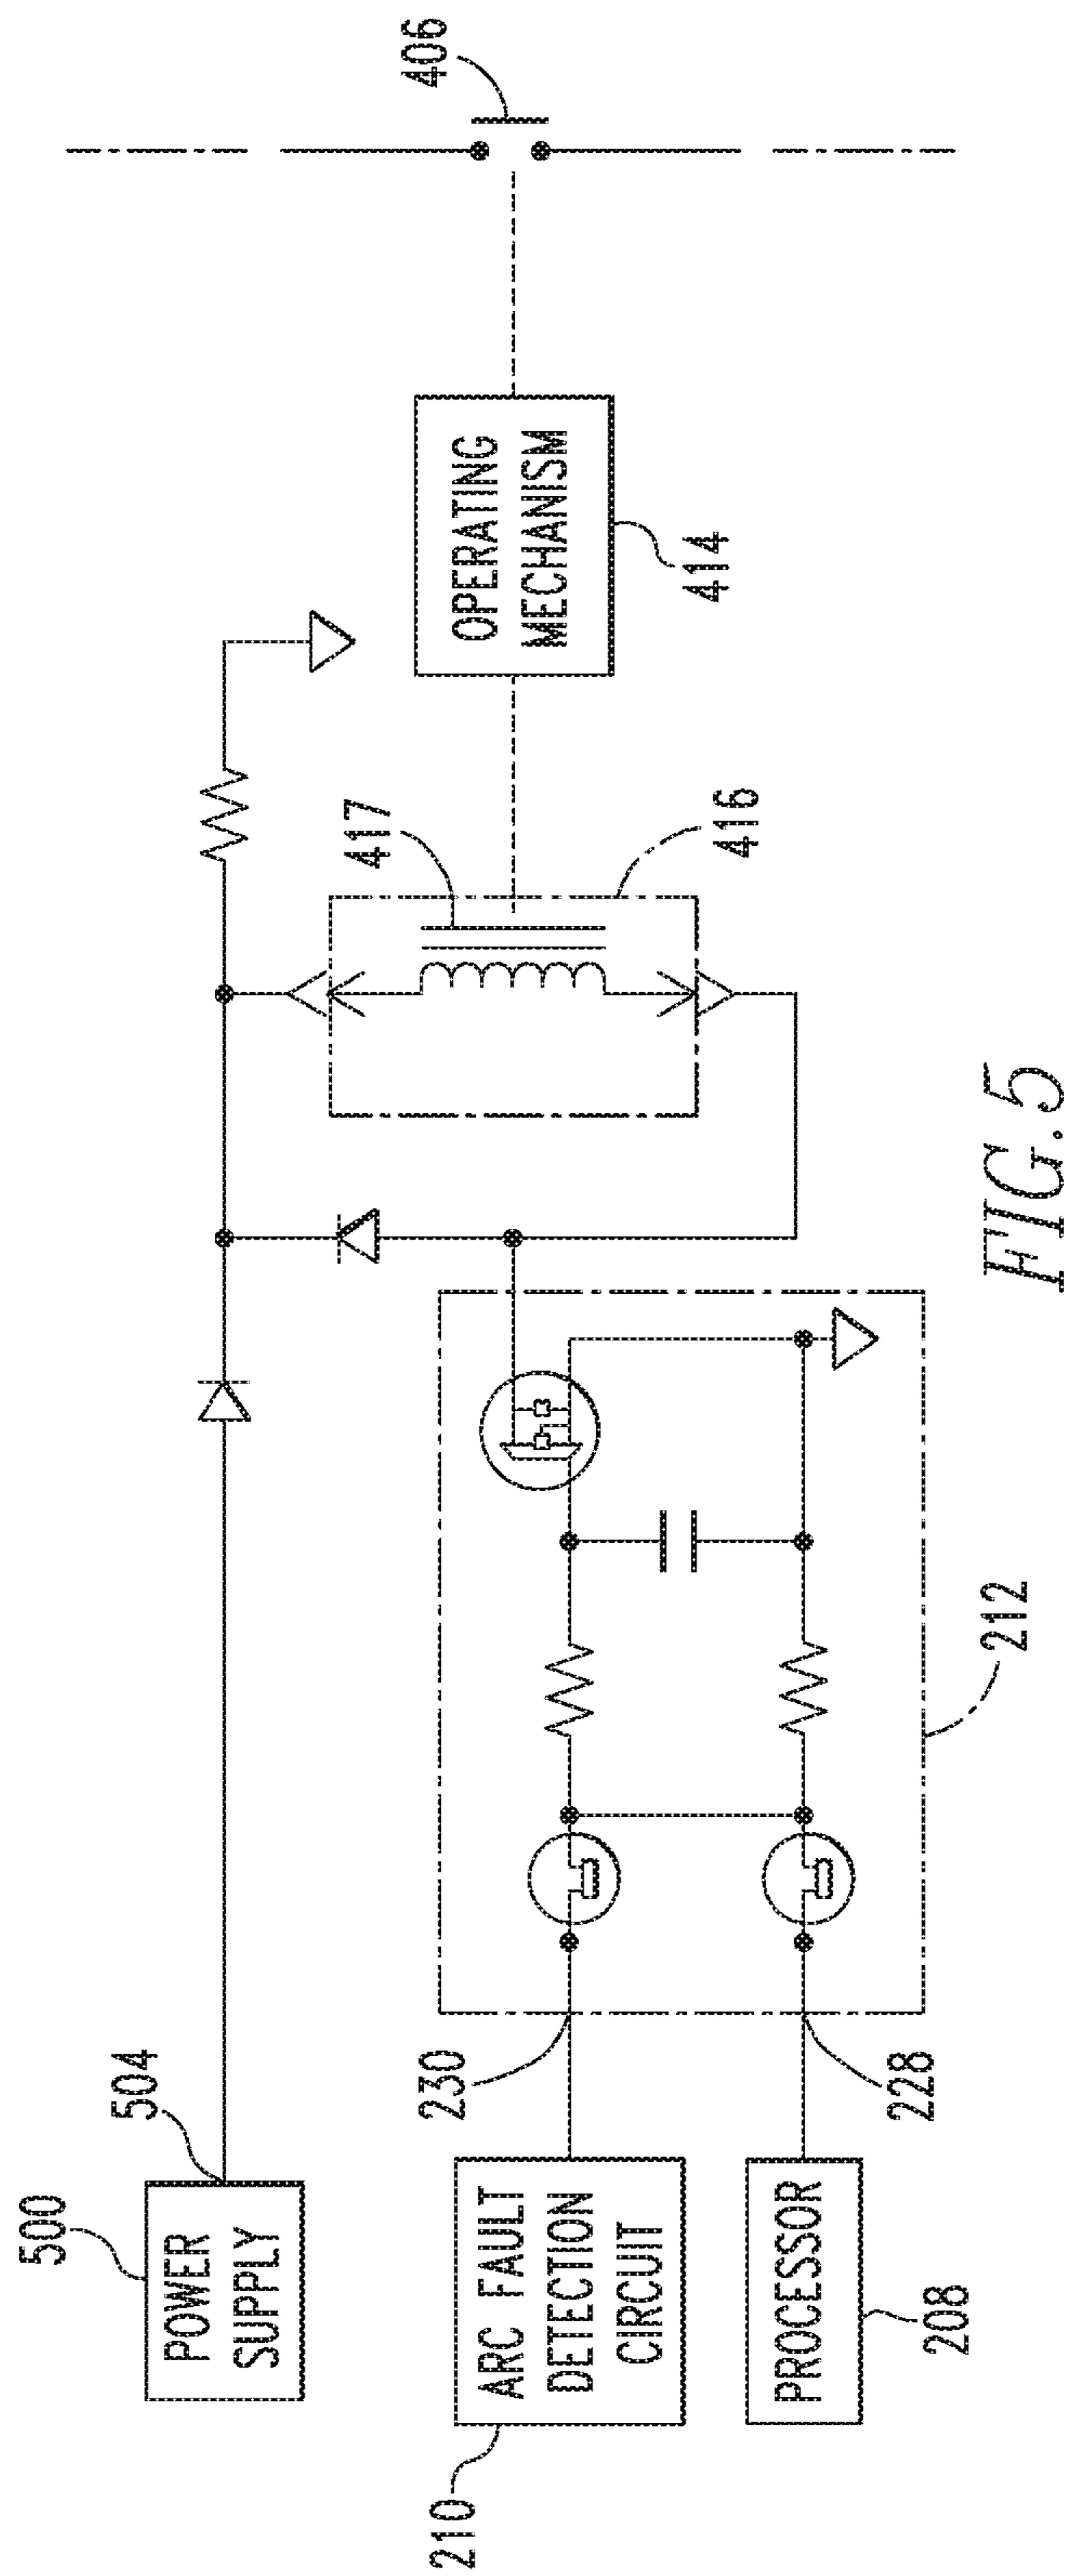 500
POWER
SUPPLY
504
210
ARC FAULT
DETECTION
CIRCUIT
230
PROCESSOR
208
228
212
417
416
OPERATING
MECHANISM
414
406
FIG. 5